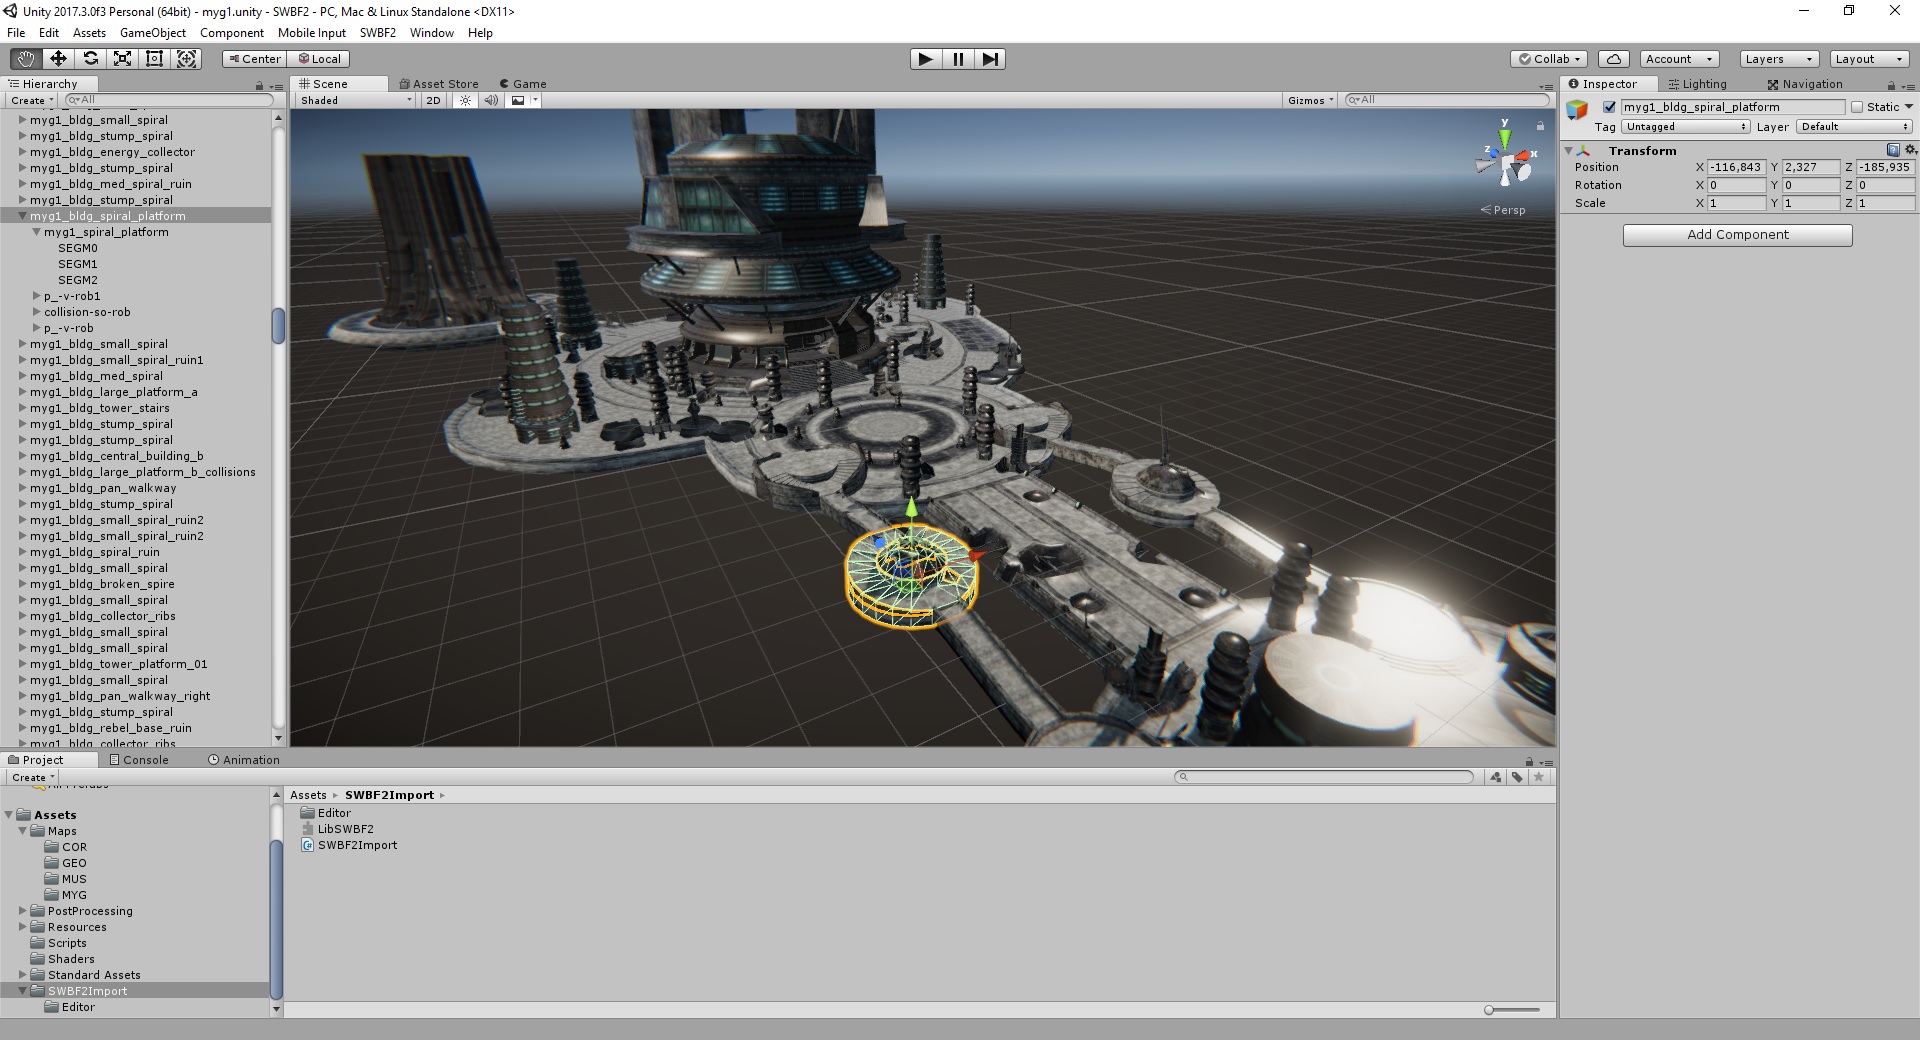 Unity 2017.3.0f3 Personal (64bit) - myg1.unity - SWBF2 - PC, Mac & Linux Standalone <DX11>
File Edit Assets GameObject Component Mobile Input SWBF2 Window Help
Center Local Collab Account Layers Layout
Hierarchy
Create All
myg1_bldg_small_spiral
myg1_bldg_stump_spiral
myg1_bldg_energy_collector
myg1_bldg_stump_spiral
myg1_bldg_med_spiral_ruin
myg1_bldg_stump_spiral
myg1_bldg_spiral_platform
myg1_spiral_platform
SEGM0
SEGM1
SEGM2
p_-v-rob1
collision-so-rob
p_-v-rob
myg1_bldg_small_spiral
myg1_bldg_small_spiral_ruin1
myg1_bldg_med_spiral
myg1_bldg_large_platform_a
myg1_bldg_tower_stairs
myg1_bldg_stump_spiral
myg1_bldg_stump_spiral
myg1_bldg_central_building_b
myg1_bldg_large_platform_b_collisions
myg1_bldg_pan_walkway
myg1_bldg_stump_spiral
myg1_bldg_small_spiral_ruin2
myg1_bldg_small_spiral_ruin2
myg1_bldg_spiral_ruin
myg1_bldg_small_spiral
myg1_bldg_broken_spire
myg1_bldg_small_spiral
myg1_bldg_collector_ribs
myg1_bldg_small_spiral
myg1_bldg_small_spiral
myg1_bldg_tower_platform_01
myg1_bldg_small_spiral
myg1_bldg_pan_walkway_right
myg1_bldg_stump_spiral
myg1_bldg_rebel_base_ruin
myg1_bldg_collector_ribs
Scene Asset Store Game
Shaded 2D Gizmos All
y
z x
Persp
Inspector Lighting Navigation
myg1_bldg_spiral_platform Static
Tag Untagged Layer Default
Transform
Position X -116,843 Y 2,327 Z -185,935
Rotation X 0 Y 0 Z 0
Scale X 1 Y 1 Z 1
Add Component
Project Console Animation
Create
All Prefabs
Assets
Maps
COR
GEO
MUS
MYG
PostProcessing
Resources
Scripts
Shaders
Standard Assets
SWBF2Import
Editor
Assets SWBF2Import
Editor
LibSWBF2
SWBF2Import